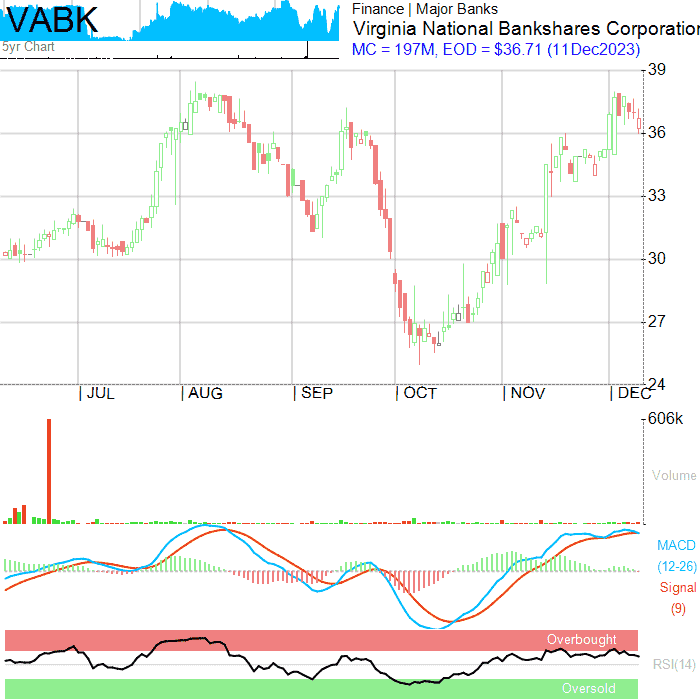 VABK
5yr Chart
Finance | Major Banks
Virginia National Bankshares Corporation
MC = 197M, EOD = $36.71 (11Dec2023)
39
36
33
30
27
24
| JUL | AUG | SEP | OCT | NOV | DEC
606k
Volume
MACD
(12-26)
Signal
(9)
Overbought
RSI(14)
Oversold